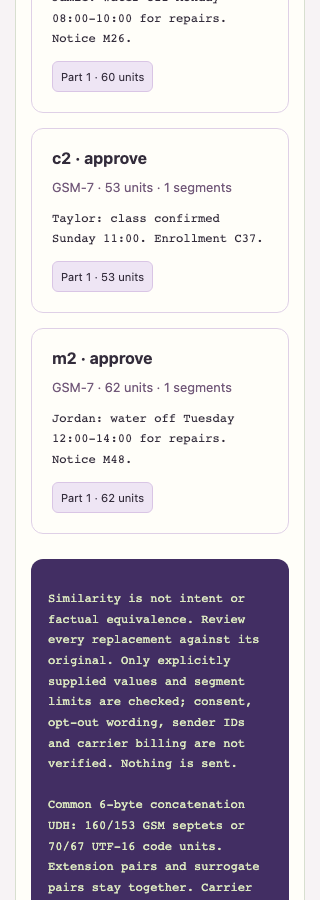 08:00-10:00 for repairs.
Notice M26.
Part 1 · 60 units
c2 · approve
GSM-7 · 53 units · 1 segments
Taylor: class confirmed
Sunday 11:00. Enrollment C37.
Part 1 · 53 units
m2 · approve
GSM-7 · 62 units · 1 segments
Jordan: water off Tuesday
12:00-14:00 for repairs.
Notice M48.
Part 1 · 62 units
Similarity is not intent or
factual equivalence. Review
every replacement against its
original. Only explicitly
supplied values and segment
limits are checked; consent,
opt-out wording, sender IDs
and carrier billing are not
verified. Nothing is sent.
Common 6-byte concatenation
UDH: 160/153 GSM septets or
70/67 UTF-16 code units.
Extension pairs and surrogate
pairs stay together. Carrier